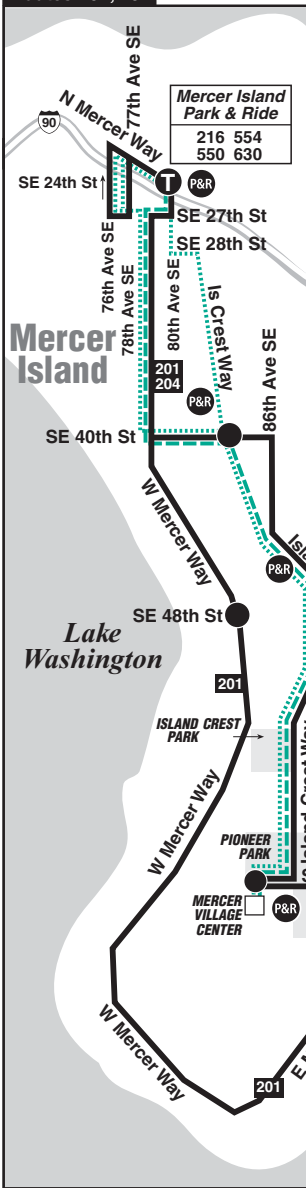 77th Ave SE
N Mercer Way
90
Mercer Island
Park & Ride
216 554
550 630
SE 24th St
T
P&R
SE 27th St
SE 28th St
76th Ave SE
78th Ave SE
80th Ave SE
Is Crest Way
86th Ave SE
Mercer
Island
201
204
P&R
SE 40th St
W Mercer Way
P&R
SE 48th St
Lake
Washington
201
ISLAND CREST
PARK
Island Crest Way
W Mercer Way
PIONEER
PARK
MERCER
VILLAGE
CENTER
P&R
W Mercer Way
201